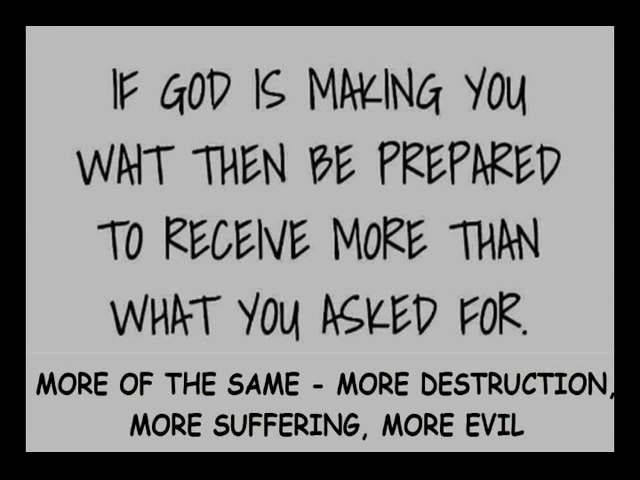 IF GOD IS MAKING YOU
WAIT THEN BE PREPARED
TO RECEIVE MORE THAN
WHAT YOU ASKED FOR.
MORE OF THE SAME - MORE DESTRUCTION,
MORE SUFFERING, MORE EVIL